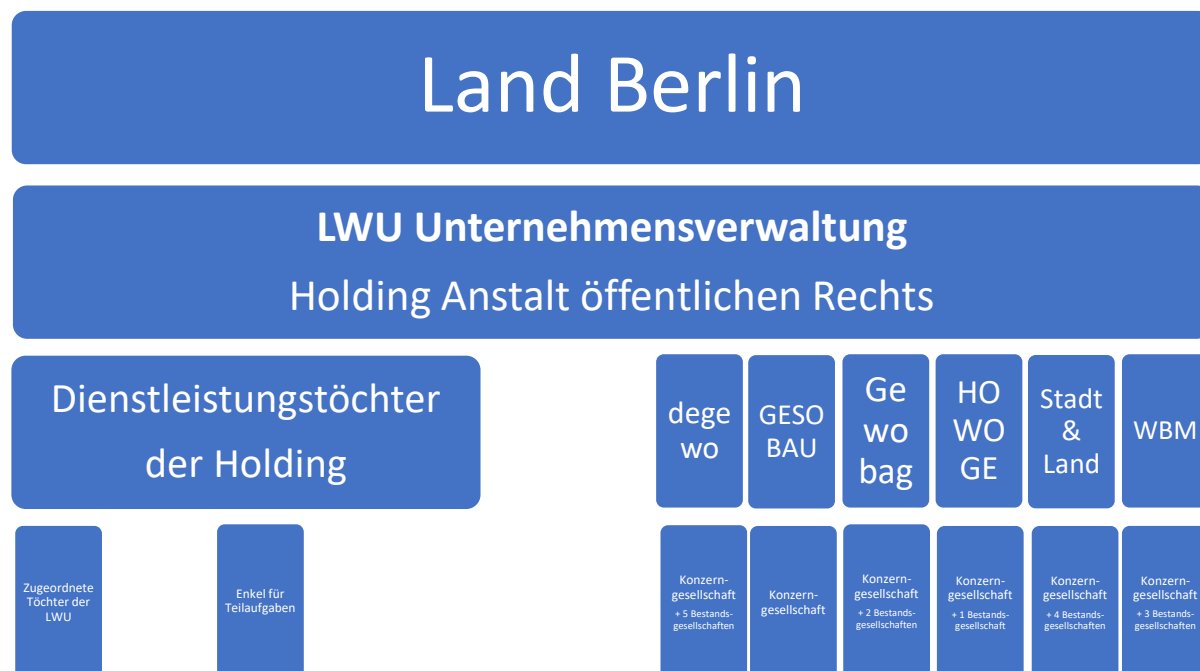 Land Berlin
LWU Unternehmensverwaltung
Holding Anstalt öffentlichen Rechts
Dienstleistungstöchter
der Holding
dege
wo
GESO
BAU
Ge
wo
bag
HO
WO
GE
Stadt
&
Land
WBM
Zugeordnete
Töchter der
LWU
Enkel für
Teilaufgaben
Konzern-
gesellschaft
+ 5 Bestands-
gesellschaften
Konzern-
gesellschaft
Konzern-
gesellschaft
+ 2 Bestands-
gesellschaften
Konzern-
gesellschaft
+ 1 Bestands-
gesellschaft
Konzern-
gesellschaft
+ 4 Bestands-
gesellschaften
Konzern-
gesellschaft
+ 3 Bestands-
gesellschaften